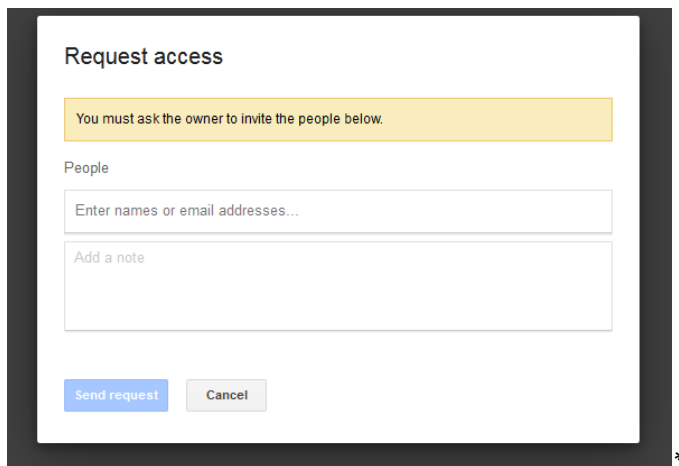 Request access
You must ask the owner to invite the people below.
People
Enter names or email addresses...
Add a note
Send request
Cancel
*